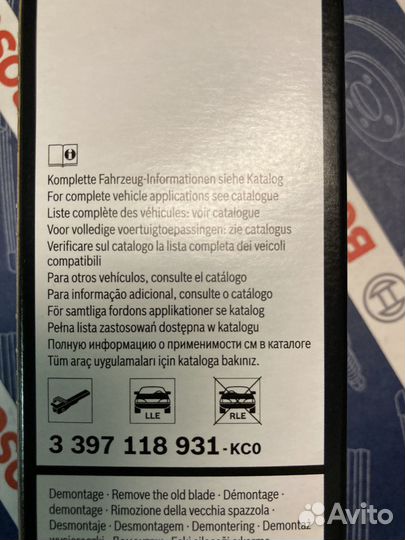 Komplette Fahrzeug-Informationen siehe Katalog
For complete vehicle applications see catalogue
Liste complète des véhicules: voir catalogue
Voor volledige voertuigtoepassingen: zie catalogus
Verificare sul catalogo la lista completa dei veicoli
compatibili
Para otros vehículos, consulte el catálogo
Para informação adicional, consulte o catálogo
För samtliga fordons applikationer se katalog
Pełna lista zastosowań dostępna w katalogu
Полную информацию о применимости см в каталоге
Tüm araç uygulamaları için kataloga bakınız.
LLE
RLE
3 397 118 931-KC0
Demontage · Remove the old blade · Démontage ·
demontage · Rimozione della vecchia spazzola ·
Desmontaje · Desmontagem · Demontering · Demontaż
Avito